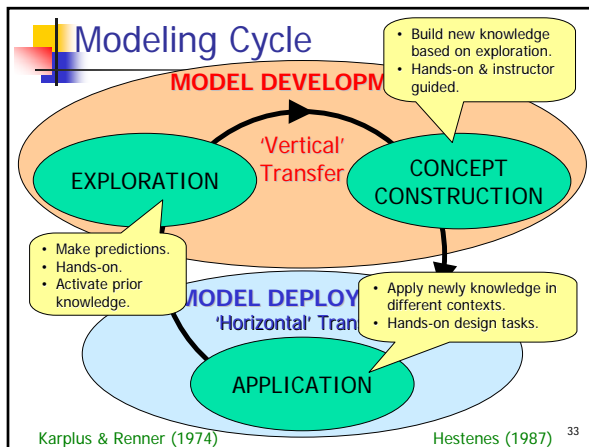 Modeling Cycle
• Build new knowledge
based on exploration.
• Hands-on & instructor
guided.
MODEL DEVELOPM
'Vertical'
Transfer
EXPLORATION
CONCEPT
CONSTRUCTION
• Make predictions.
• Hands-on.
• Activate prior
knowledge.
MODEL DEPLOY
'Horizontal' Tran
• Apply newly knowledge in
different contexts.
• Hands-on design tasks.
APPLICATION
Karplus & Renner (1974)
Hestenes (1987)
33